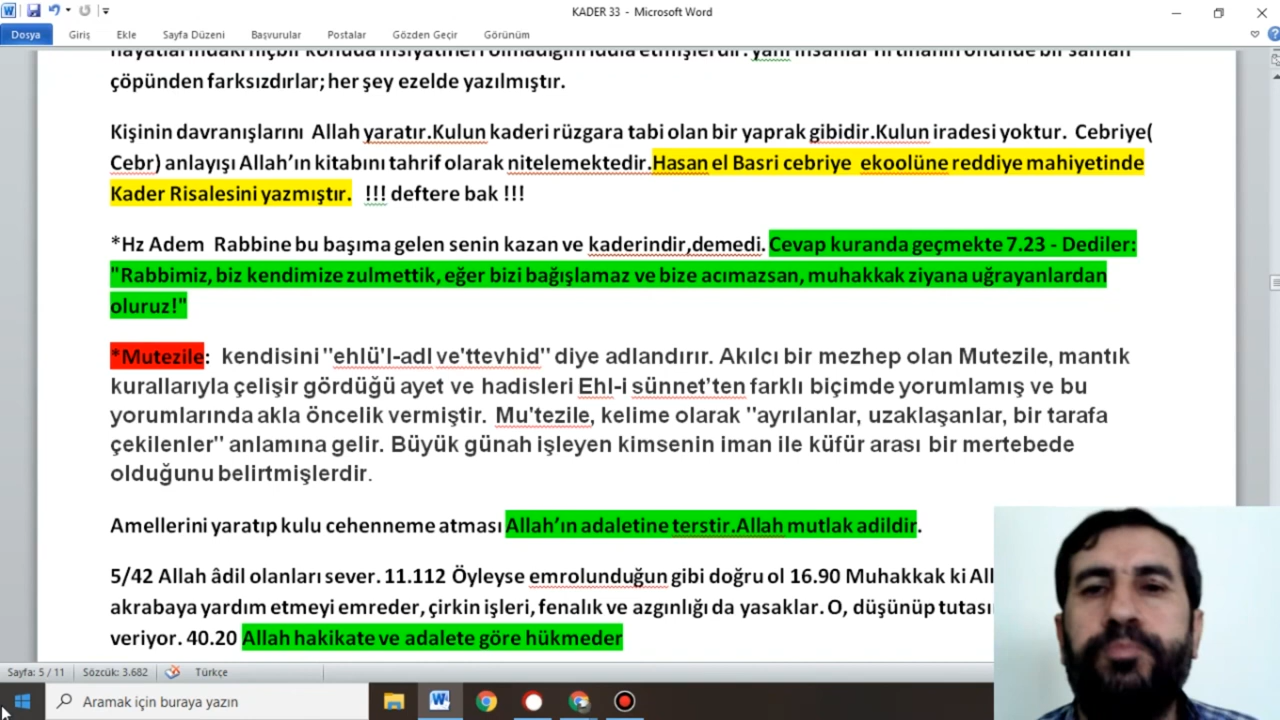 KADER 33 - Microsoft Word
Dosya Giriş Ekle Sayfa Düzeni Başvurular Postalar Gözden Geçir Görünüm
çöpünden farksızdırlar; her şey ezelde yazılmıştır.
Kişinin davranışlarını Allah yaratır.Kulun kaderi rüzgara tabi olan bir yaprak gibidir.Kulun iradesi yoktur. Cebriye(
Cebr) anlayışı Allah’ın kitabını tahrif olarak nitelemektedir.Hasan el Basri cebriye ekoolüne reddiye mahiyetinde
Kader Risalesini yazmıştır. !!! deftere bak !!!
*Hz Adem Rabbine bu başıma gelen senin kazan ve kaderindir,demedi. Cevap kuranda geçmekte 7.23 - Dediler:
"Rabbimiz, biz kendimize zulmettik, eğer bizi bağışlamaz ve bize acımazsan, muhakkak ziyana uğrayanlardan
oluruz!"
*Mutezile: kendisini "ehlü'l-adl ve'ttevhid" diye adlandırır. Akılcı bir mezhep olan Mutezile, mantık
kurallarıyla çelişir gördüğü ayet ve hadisleri Ehl-i sünnet’ten farklı biçimde yorumlamış ve bu
yorumlarında akla öncelik vermiştir. Mu'tezile, kelime olarak "ayrılanlar, uzaklaşanlar, bir tarafa
çekilenler" anlamına gelir. Büyük günah işleyen kimsenin iman ile küfür arası bir mertebede
olduğunu belirtmişlerdir.
Amellerini yaratıp kulu cehenneme atması Allah’ın adaletine terstir.Allah mutlak adildir.
5/42 Allah âdil olanları sever. 11.112 Öyleyse emrolunduğun gibi doğru ol 16.90 Muhakkak ki
akrabaya yardım etmeyi emreder, çirkin işleri, fenalık ve azgınlığı da yasaklar. O, düşünüp
veriyor. 40.20 Allah hakikate ve adalete göre hükmeder
Sayfa: 5 / 11 Sözcük: 3.682 Türkçe
Aramak için buraya yazın